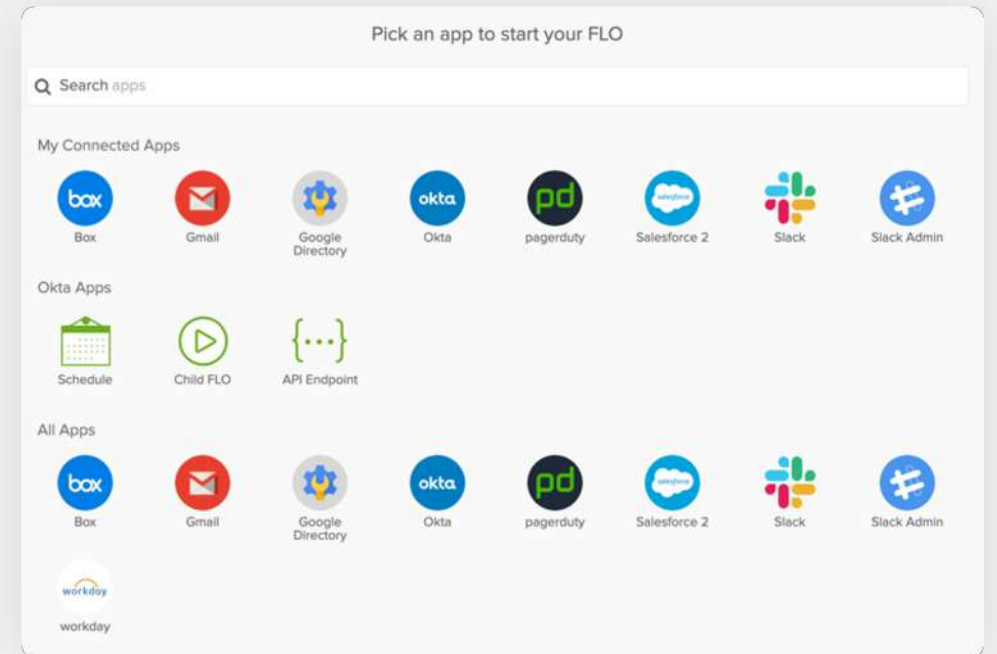 Pick an app to start your FLO
Search apps
My Connected Apps
box
okta
pd
salesforce
Box
Gmail
Google
Directory
Okta
pagerduty
Salesforce 2
Slack
Slack Admin
Okta Apps
{...}
Schedule
Child FLO
API Endpoint
All Apps
box
okta
pd
salesforce
Box
Gmail
Google
Directory
Okta
pagerduty
Salesforce 2
Slack
Slack Admin
workday
workday